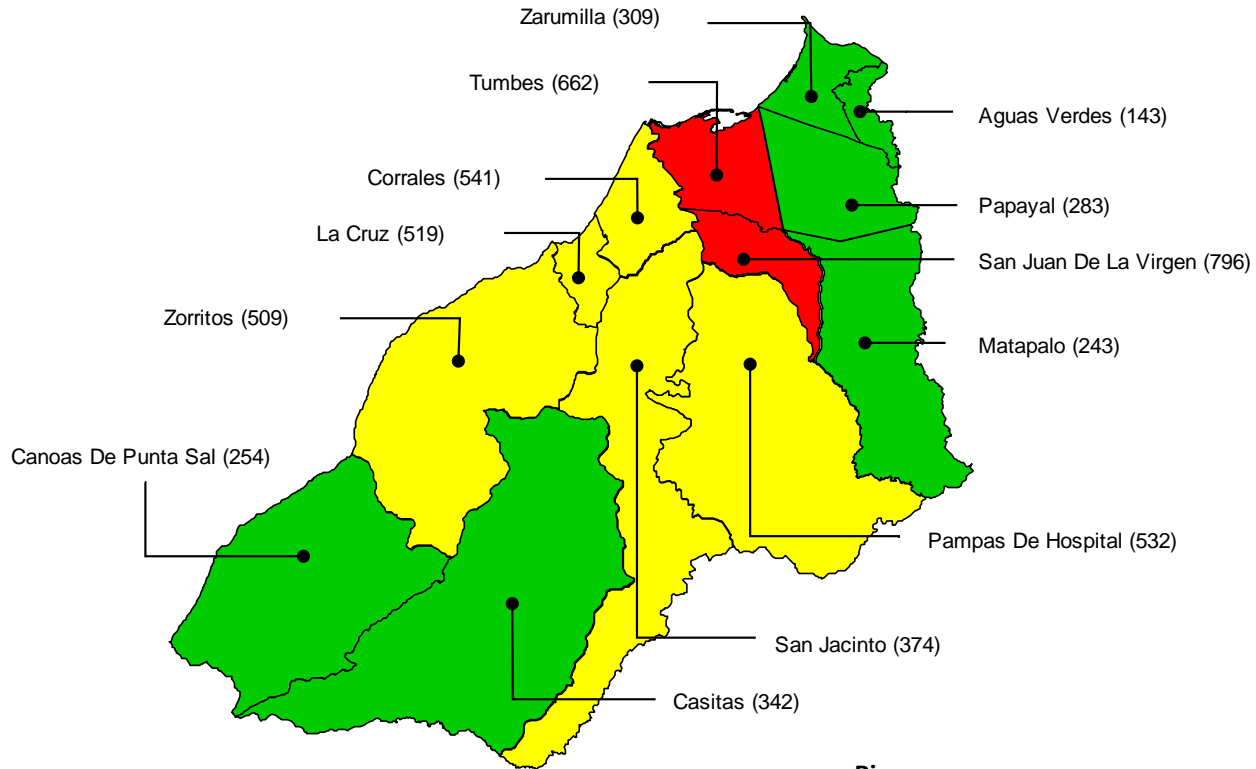 Zarumilla (309)
Tumbes (662)
Aguas Verdes (143)
Corrales (541)
Papayal (283)
La Cruz (519)
San Juan De La Virgen (796)
Zorritos (509)
Matapalo (243)
Canoas De Punta Sal (254)
Pampas De Hospital (532)
San Jacinto (374)
Casitas (342)